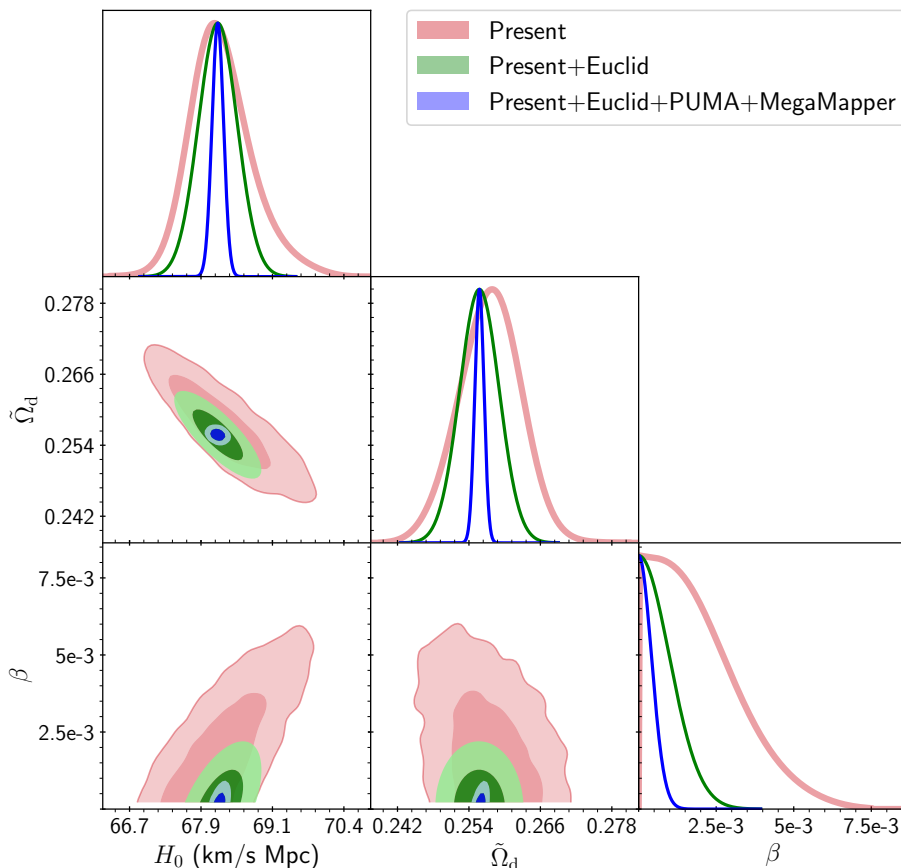 Present
Present+Euclid
Present+Euclid+PUMA+MegaMapper
0.278
0.266
0.254
0.242
Ω̃_d
7.5e-3
5e-3
2.5e-3
β
66.7 67.9 69.1 70.4
H₀ (km/s Mpc)
0.242 0.254 0.266 0.278
Ω̃_d
2.5e-3 5e-3 7.5e-3
β